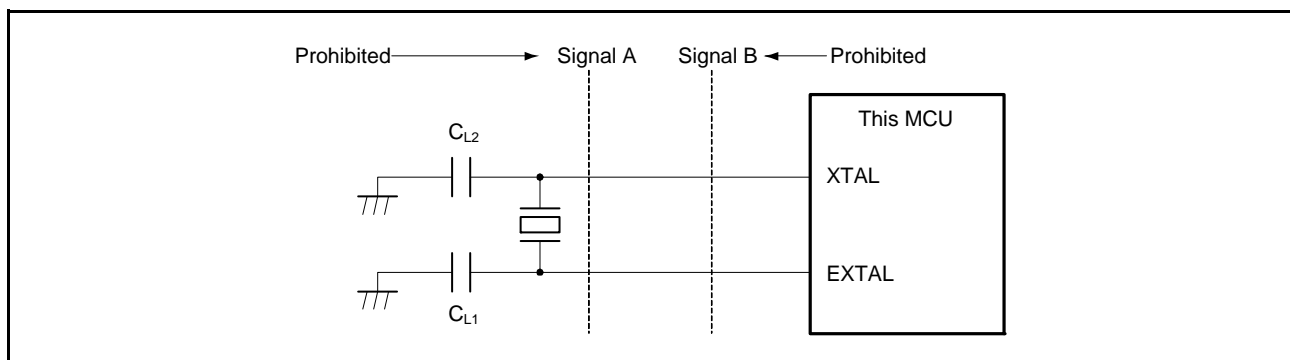 Prohibited Signal A Signal B Prohibited
This MCU
CL2
XTAL
EXTAL
CL1